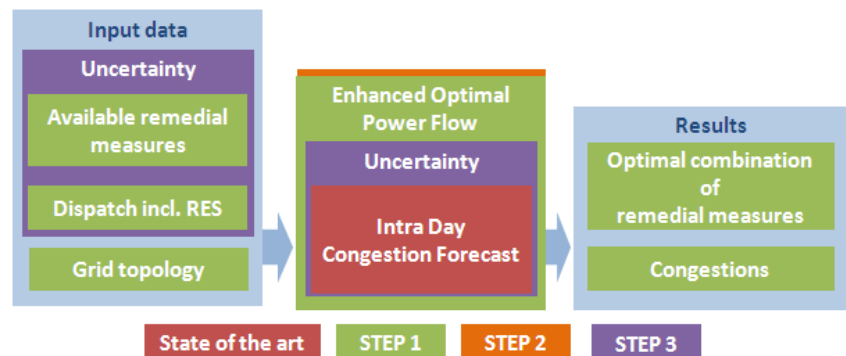 Input data
Uncertainty
Available remedial
measures
Dispatch incl. RES
Grid topology
Enhanced Optimal
Power Flow
Uncertainty
Intra Day
Congestion Forecast
Results
Optimal combination
of
remedial measures
Congestions
State of the art
STEP 1
STEP 2
STEP 3